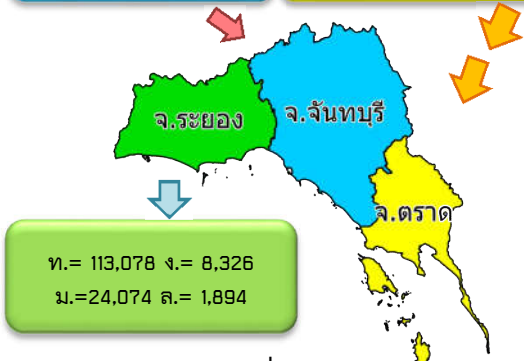 จ.ระยอง
จ.จันทบุรี
จ.ตราด
ท.= 113,078 ง.= 8,326
ม.=24,074 ล.= 1,894